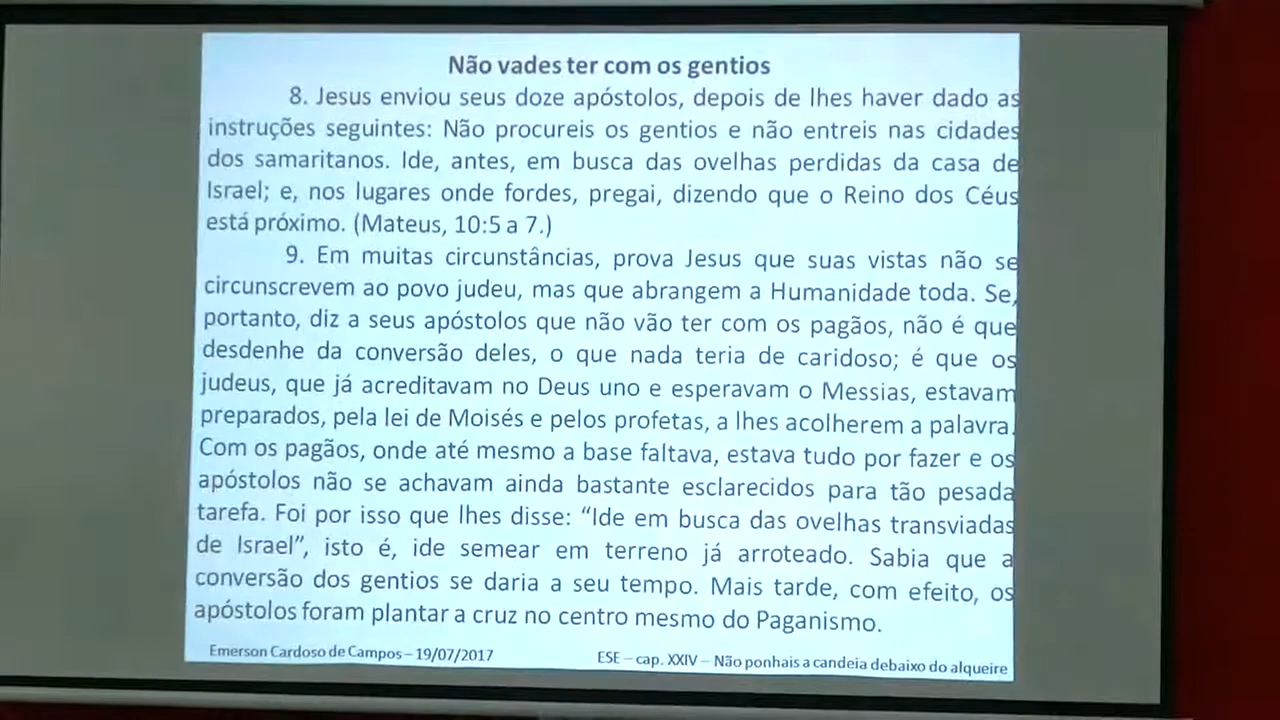 Não vades ter com os gentios
8. Jesus enviou seus doze apóstolos, depois de lhes haver dado as
instruções seguintes: Não procureis os gentios e não entreis nas cidades
dos samaritanos. Ide, antes, em busca das ovelhas perdidas da casa de
Israel; e, nos lugares onde fordes, pregai, dizendo que o Reino dos Céus
está próximo. (Mateus, 10:5 a 7.)
9. Em muitas circunstâncias, prova Jesus que suas vistas não se
circunscrevem ao povo judeu, mas que abrangem a Humanidade toda. Se,
portanto, diz a seus apóstolos que não vão ter com os pagãos, não é que
desdenhe da conversão deles, o que nada teria de caridoso; é que os
judeus, que já acreditavam no Deus uno e esperavam o Messias, estavam
preparados, pela lei de Moisés e pelos profetas, a lhes acolherem a palavra.
Com os pagãos, onde até mesmo a base faltava, estava tudo por fazer e os
apóstolos não se achavam ainda bastante esclarecidos para tão pesada
tarefa. Foi por isso que lhes disse: “Ide em busca das ovelhas transviadas
de Israel”, isto é, ide semear em terreno já arroteado. Sabia que a
conversão dos gentios se daria a seu tempo. Mais tarde, com efeito, os
apóstolos foram plantar a cruz no centro mesmo do Paganismo.
Emerson Cardoso de Campos – 19/07/2017
ESE – cap. XXIV – Não ponhais a candeia debaixo do alqueire